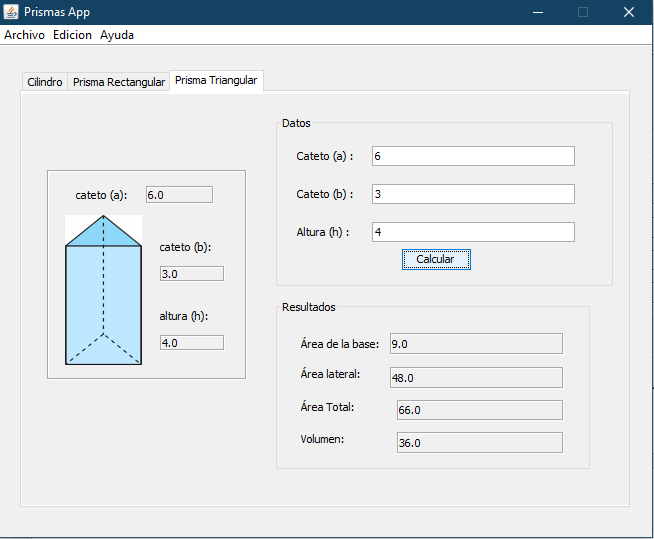 Prismas App
Archivo Edicion Ayuda
Cilindro Prisma Rectangular Prisma Triangular
cateto (a): 6.0
cateto (b):
3.0
altura (h):
4.0
Datos
Cateto (a) : 6
Cateto (b) : 3
Altura (h) : 4
Calcular
Resultados
Área de la base: 9.0
Área lateral: 48.0
Área Total: 66.0
Volumen: 36.0